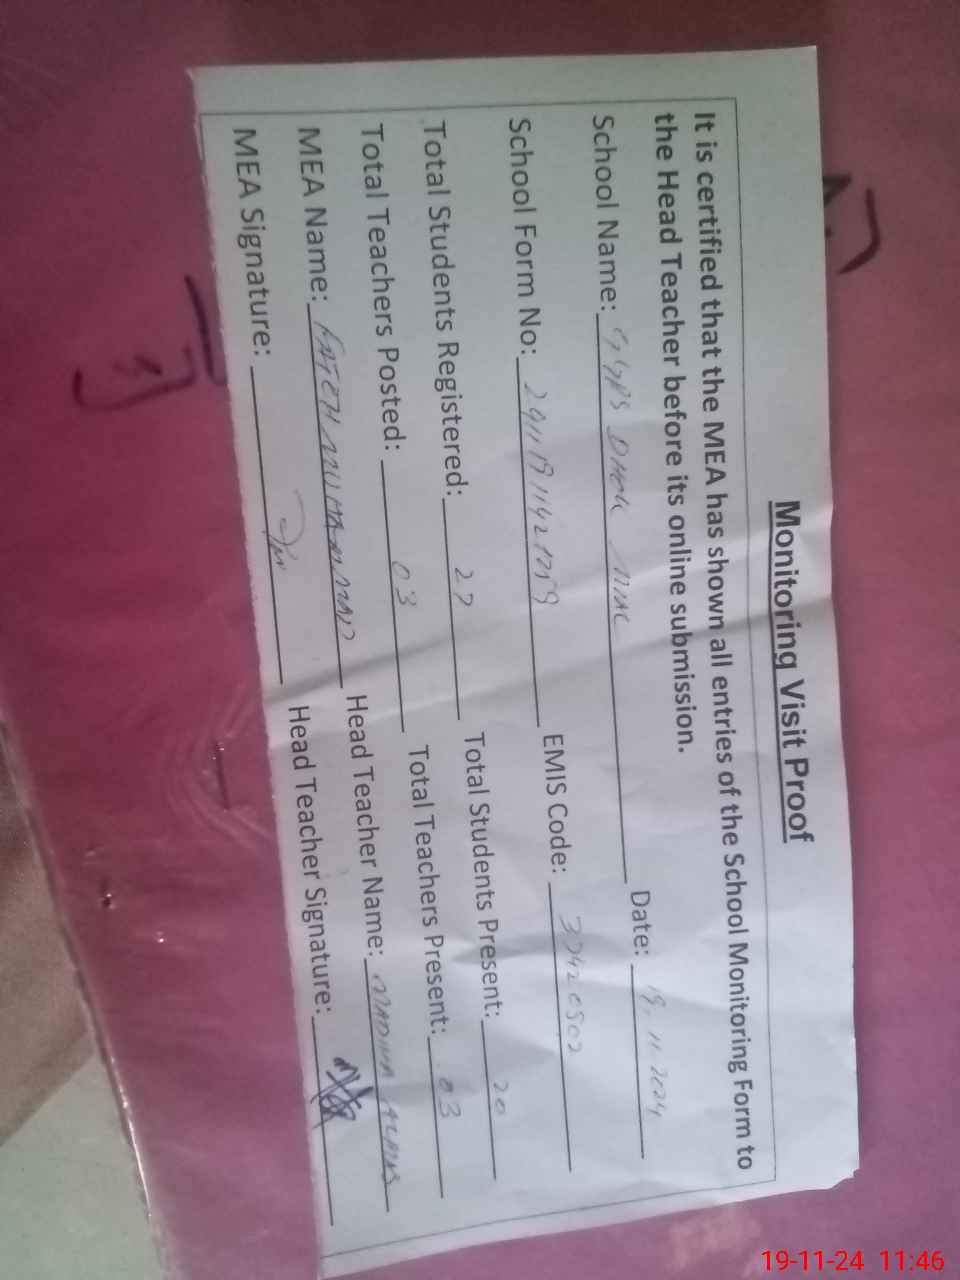 Monitoring Visit Proof
It is certified that the MEA has shown all entries of the School Monitoring Form to
the Head Teacher before its online submission.
School Name: Date: 19.11.2024
School Form No: EMIS Code:
Total Students Registered: 27 Total Students Present: 20
Total Teachers Posted: 03 Total Teachers Present: 03
MEA Name: FATEH MUHAMMAD Head Teacher Name: MADIHA
MEA Signature: Head Teacher Signature:
19-11-24 11:46